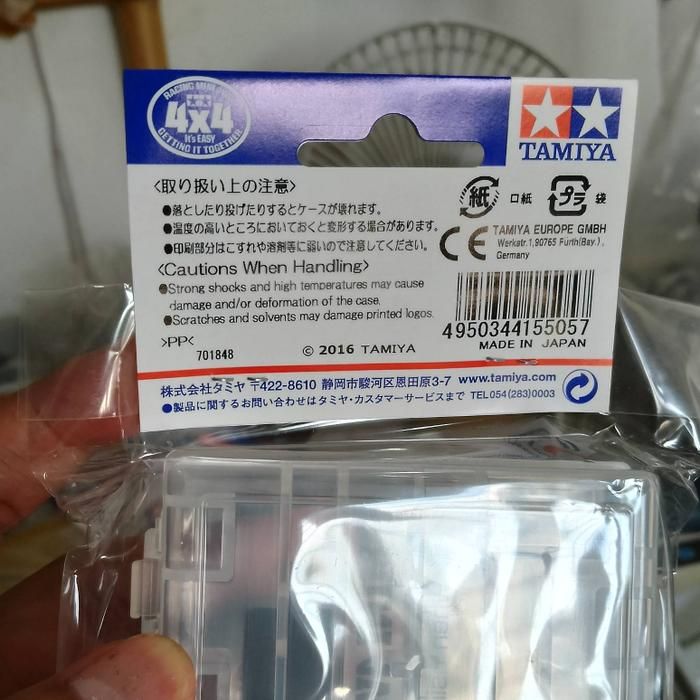 RACING MINI
4x4
It's EASY
GETTING IT TOGETHER
TAMIYA
〈取り扱い上の注意〉
●落としたり投げたりするとケースが壊れます。
●温度の高いところにおいておくと変形する場合があります。
●印刷部分はこすれや溶剤等に弱いので注意してください。
〈Cautions When Handling〉
●Strong shocks and high temperatures may cause
damage and/or deformation of the case.
●Scratches and solvents may damage printed logos.
>PP<
701848
© 2016 TAMIYA
紙 口紙 プラ 袋
CE TAMIYA EUROPE GMBH
Werkstr.1,90765 Fürth(Bay.),
Germany
4950344155057
MADE IN JAPAN
株式会社タミヤ 〒422-8610 静岡市駿河区恩田原3-7 www.tamiya.com
●製品に関するお問い合わせはタミヤ・カスタマーサービスまで TEL054(283)0003